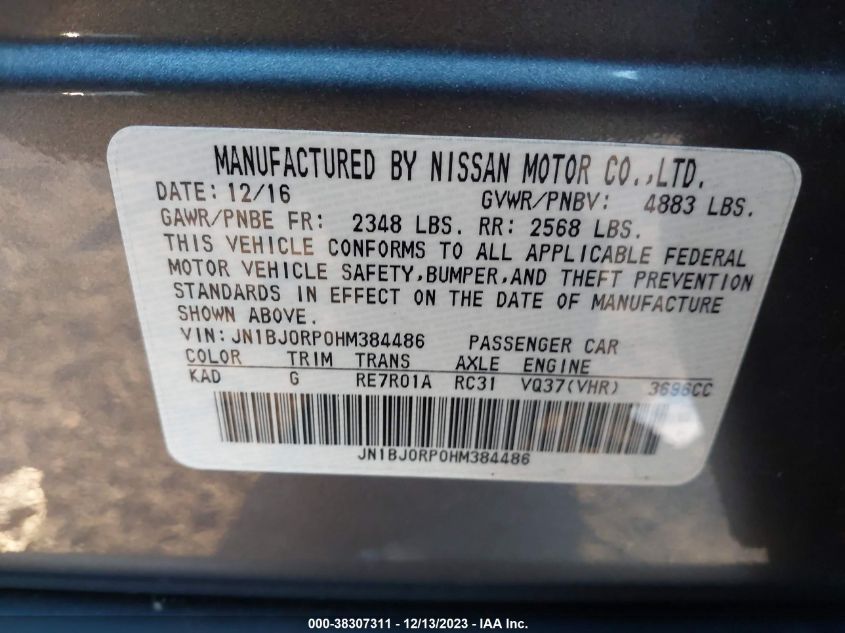 MANUFACTURED BY NISSAN MOTOR CO.,LTD.
DATE: 12/16 GVWR/PNBV: 4883 LBS.
GAWR/PNBE FR: 2348 LBS. RR: 2568 LBS.
THIS VEHICLE CONFORMS TO ALL APPLICABLE FEDERAL
MOTOR VEHICLE SAFETY,BUMPER,AND THEFT PREVENTION
STANDARDS IN EFFECT ON THE DATE OF MANUFACTURE
SHOWN ABOVE.
VIN:JN1BJ0RP0HM384486 PASSENGER CAR
COLOR TRIM TRANS AXLE ENGINE
KAD G RE7R01A RC31 VQ37(VHR) 3696CC
JN1BJ0RP0HM384486
000-38307311 - 12/13/2023 - IAA Inc.